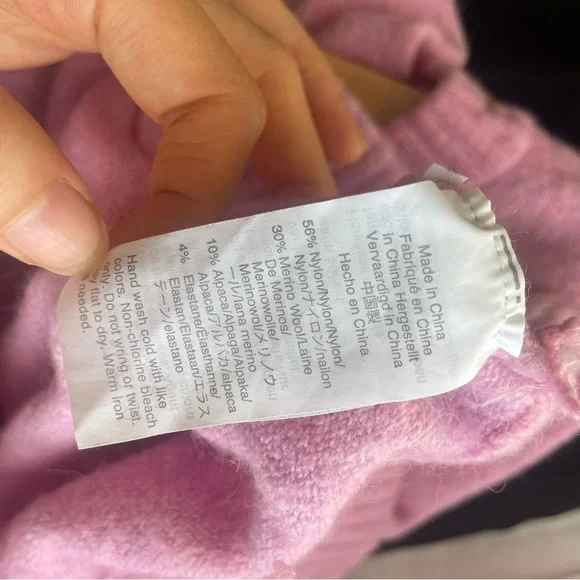 Made in China
Fabriqué en Chine
in China Hergestellt
Vervaardigd in China
中国製
Hecho en China
56% Nylon/Nylon/Nylon/
Nylon/ナイロン/nailon
30% Merino Wool/Laine
De Merinos/
Merinowolle/
Merinowol/メリノウ
ール/lana merino
10% Alpaca/Alpaga/Alpaka/
Alpaca/アルパカ/alpaca
4% Elastane/Elasthanne/
Elastan/Elastaan/エラス
テーン/elastano
Hand wash cold with like
colors. Non-chlorine bleach
only. Do not wring or twist.
flat to dry. Warm iron
needed.